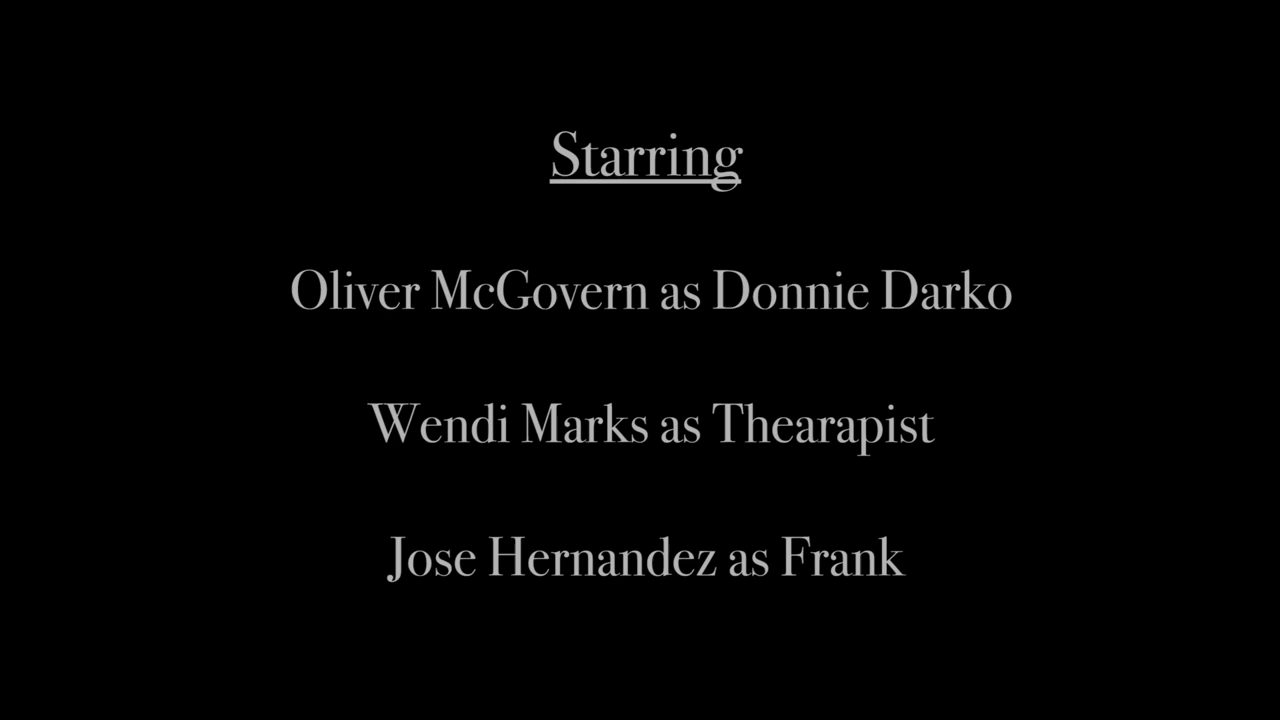 Starring
Oliver McGovern as Donnie Darko
Wendi Marks as Thearapist
Jose Hernandez as Frank